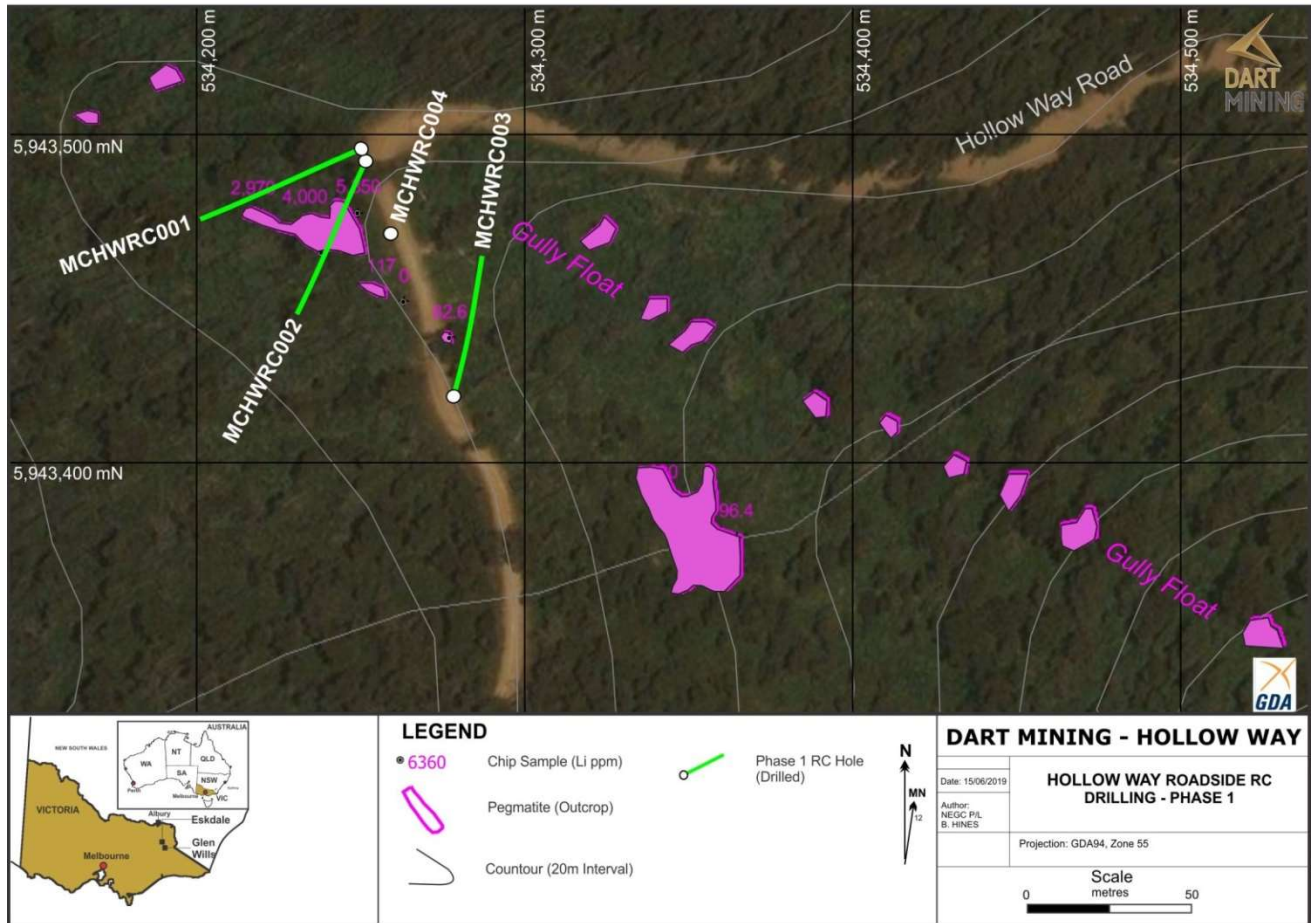 534,200 m
534,300 m
534,400 m
534,500 m
DART
MINING
Hollow Way Road
5,943,500 mN
MCHWRC004
MCHWRC003
2,970
4,000
MCHWRC001
Gully Float
MCHWRC002
5,943,400 mN
96.4
Gully Float
GDA
NEW SOUTH WALES
AUSTRALIA
WA
NT
QLD
SA
NSW
VIC
Perth
Melbourne
VICTORIA
Albury
Eskdale
Glen
Wills
Melbourne
LEGEND
6360
Chip Sample (Li ppm)
Pegmatite (Outcrop)
Countour (20m Interval)
Phase 1 RC Hole
(Drilled)
N
MN
12
DART MINING - HOLLOW WAY
Date: 15/06/2019
Author:
NEGC P/L
B. HINES
HOLLOW WAY ROADSIDE RC
DRILLING - PHASE 1
Projection: GDA94, Zone 55
Scale
metres
0
50